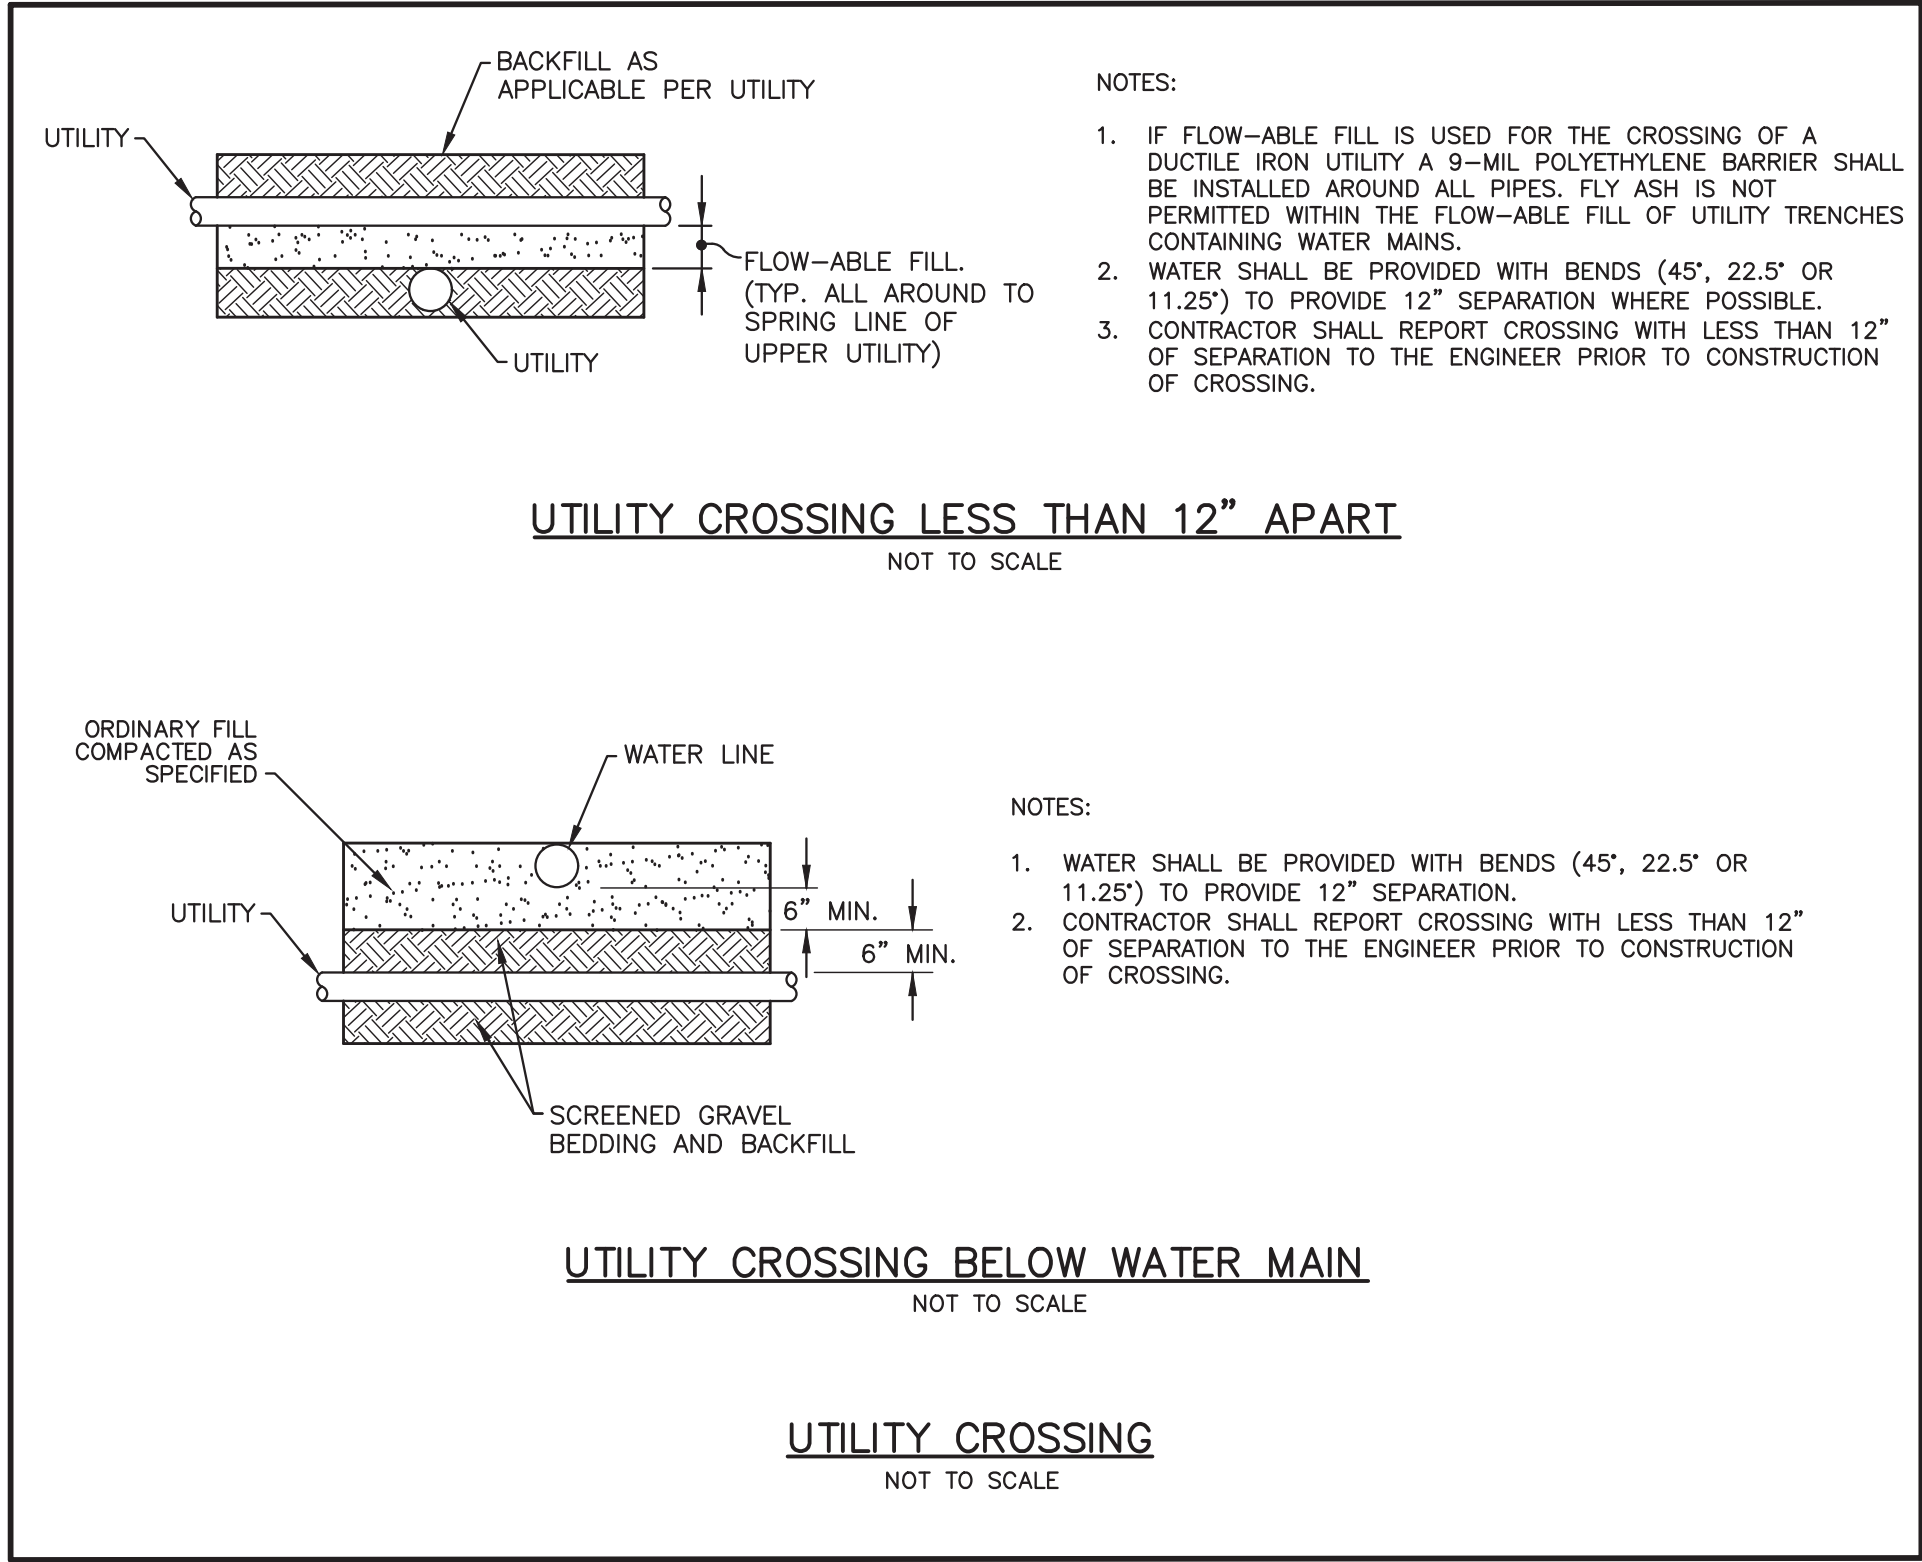 BACKFILL AS
APPLICABLE PER UTILITY
UTILITY
FLOW-ABLE FILL.
(TYP. ALL AROUND TO
SPRING LINE OF
UPPER UTILITY)
UTILITY
NOTES:
1. IF FLOW-ABLE FILL IS USED FOR THE CROSSING OF A
DUCTILE IRON UTILITY A 9-MIL POLYETHYLENE BARRIER SHALL
BE INSTALLED AROUND ALL PIPES. FLY ASH IS NOT
PERMITTED WITHIN THE FLOW-ABLE FILL OF UTILITY TRENCHES
CONTAINING WATER MAINS.
2. WATER SHALL BE PROVIDED WITH BENDS (45°, 22.5° OR
11.25°) TO PROVIDE 12" SEPARATION WHERE POSSIBLE.
3. CONTRACTOR SHALL REPORT CROSSING WITH LESS THAN 12"
OF SEPARATION TO THE ENGINEER PRIOR TO CONSTRUCTION
OF CROSSING.
UTILITY CROSSING LESS THAN 12" APART
NOT TO SCALE
ORDINARY FILL
COMPACTED AS
SPECIFIED
WATER LINE
UTILITY
6" MIN.
6" MIN.
SCREENED GRAVEL
BEDDING AND BACKFILL
NOTES:
1. WATER SHALL BE PROVIDED WITH BENDS (45°, 22.5° OR
11.25°) TO PROVIDE 12" SEPARATION.
2. CONTRACTOR SHALL REPORT CROSSING WITH LESS THAN 12"
OF SEPARATION TO THE ENGINEER PRIOR TO CONSTRUCTION
OF CROSSING.
UTILITY CROSSING BELOW WATER MAIN
NOT TO SCALE
UTILITY CROSSING
NOT TO SCALE